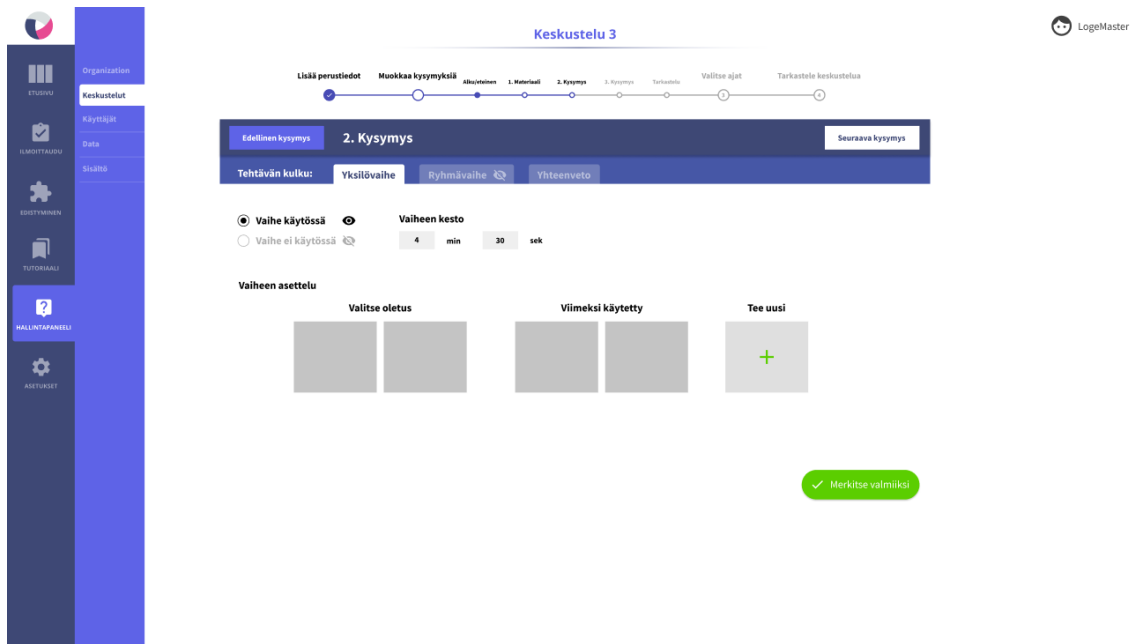 Keskustelu 3
LogeMaster
ETUSIVU
ILMOITTAUDU
EDISTYMINEN
TUTORIAALI
HALLINTAPANEELI
ASETUKSET
Organization
Keskustelut
Käyttäjät
Data
Sisältö
Lisää perustiedot
Muokkaa kysymyksiä
Alku/eteinen
1. Materiaali
2. Kysymys
3. Kysymys
Tarkastelu
Valitse ajat
Tarkastele keskustelua
3
4
Edellinen kysymys
2. Kysymys
Seuraava kysymys
Tehtävän kulku:
Yksilövaihe
Ryhmävaihe
Yhteenveto
Vaihe käytössä
Vaihe ei käytössä
Vaiheen kesto
4 min 30 sek
Vaiheen asettelu
Valitse oletus
Viimeksi käytetty
Tee uusi
Merkitse valmiiksi